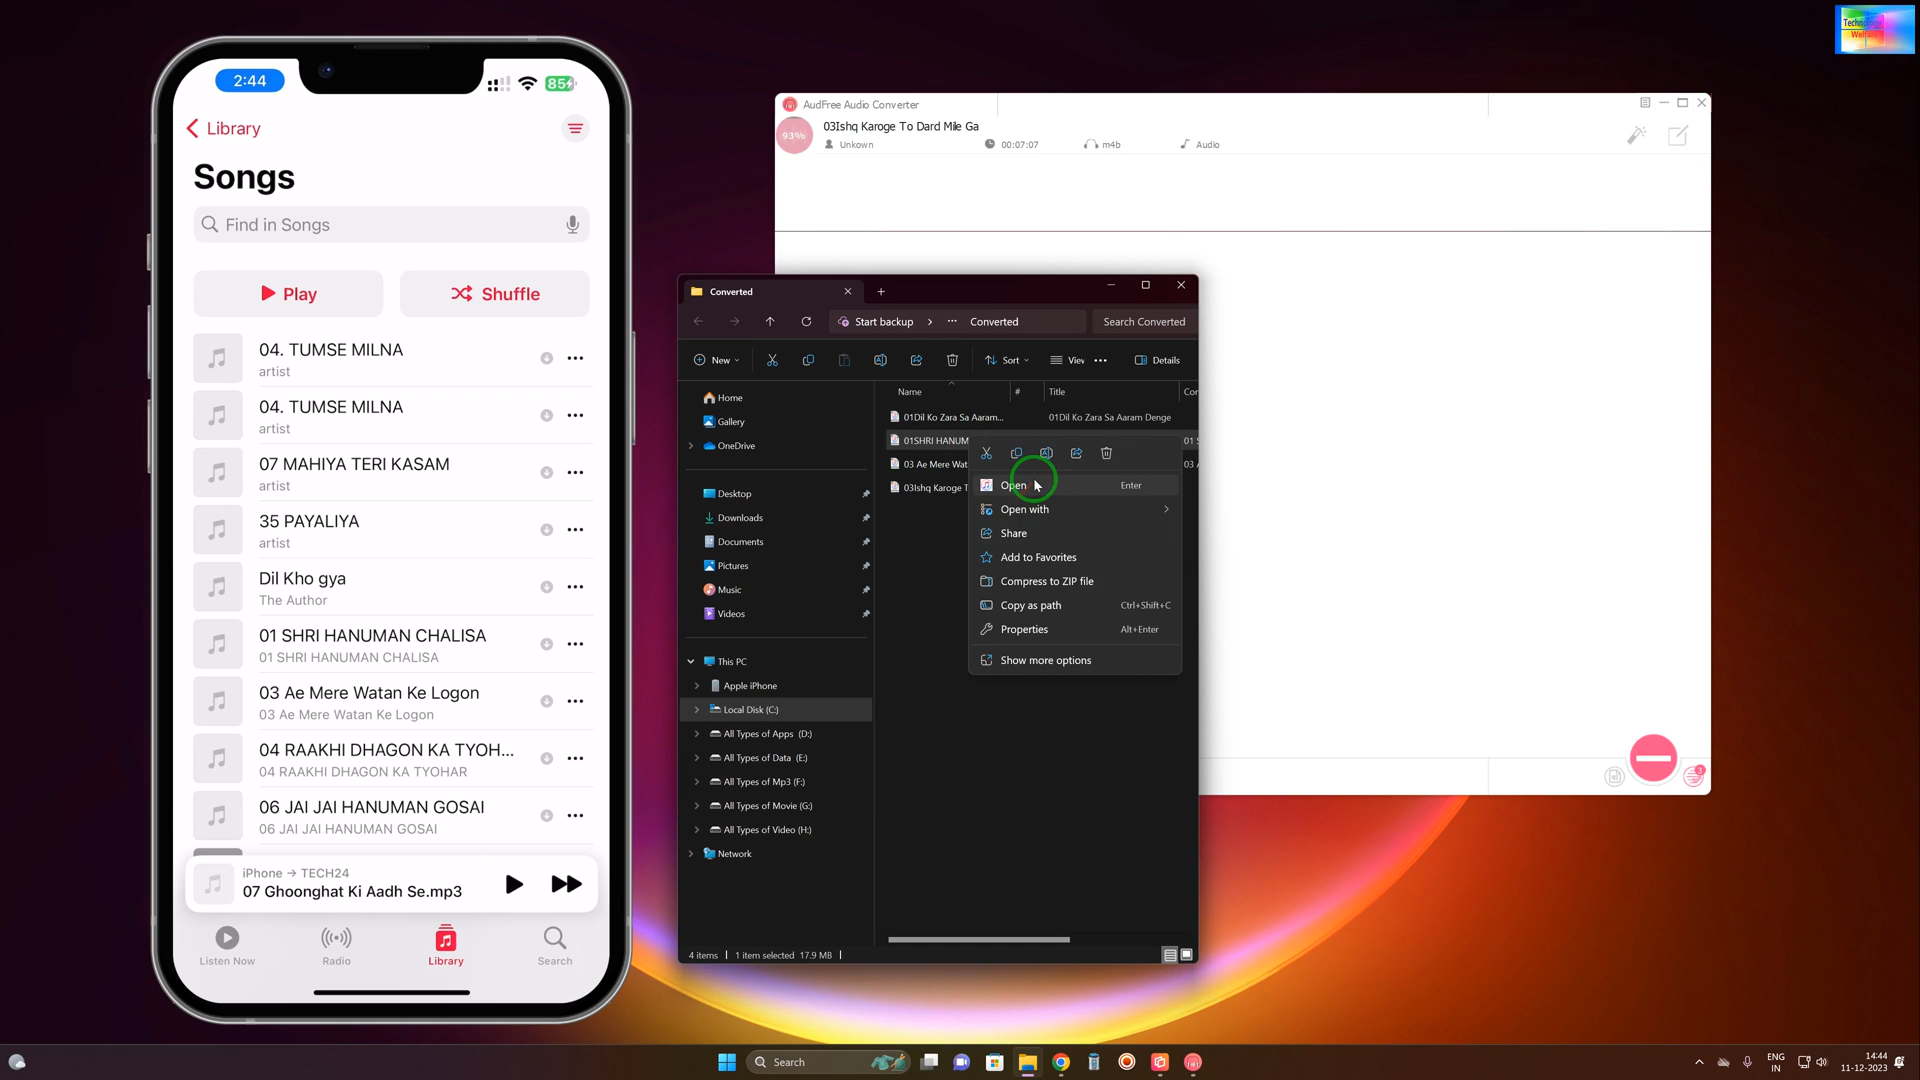 Technology
Welfare
2:44
85
Library
Songs
Find in Songs
Play
Shuffle
04. TUMSE MILNA
artist
04. TUMSE MILNA
artist
07 MAHIYA TERI KASAM
artist
35 PAYALIYA
artist
Dil Kho gya
The Author
01 SHRI HANUMAN CHALISA
01 SHRI HANUMAN CHALISA
03 Ae Mere Watan Ke Logon
03 Ae Mere Watan Ke Logon
04 RAAKHI DHAGON KA TYOH...
04 RAAKHI DHAGON KA TYOHAR
06 JAI JAI HANUMAN GOSAI
06 JAI JAI HANUMAN GOSAI
iPhone → TECH24
07 Ghoonghat Ki Aadh Se.mp3
Listen Now
Radio
Library
Search
AudFree Audio Converter
93%
03Ishq Karoge To Dard Mile Ga
Unkown
00:07:07
m4b
Audio
3
Converted
Start backup
Converted
Search Converted
New
Sort
View
Details
Home
Gallery
OneDrive
Desktop
Downloads
Documents
Pictures
Music
Videos
This PC
Apple iPhone
Local Disk (C:)
All Types of Apps (D:)
All Types of Data (E:)
All Types of Mp3 (F:)
All Types of Movie (G:)
All Types of Video (H:)
Network
Name
#
Title
Cor
01Dil Ko Zara Sa Aaram...
01Dil Ko Zara Sa Aaram Denge
01SHRI HANUM
01 S
03 Ae Mere Wat
03 A
03Ishq Karoge T
Open
Enter
Open with
Share
Add to Favorites
Compress to ZIP file
Copy as path
Ctrl+Shift+C
Properties
Alt+Enter
Show more options
4 items
1 item selected 17.9 MB
Search
ENG
IN
14:44
11-12-2023